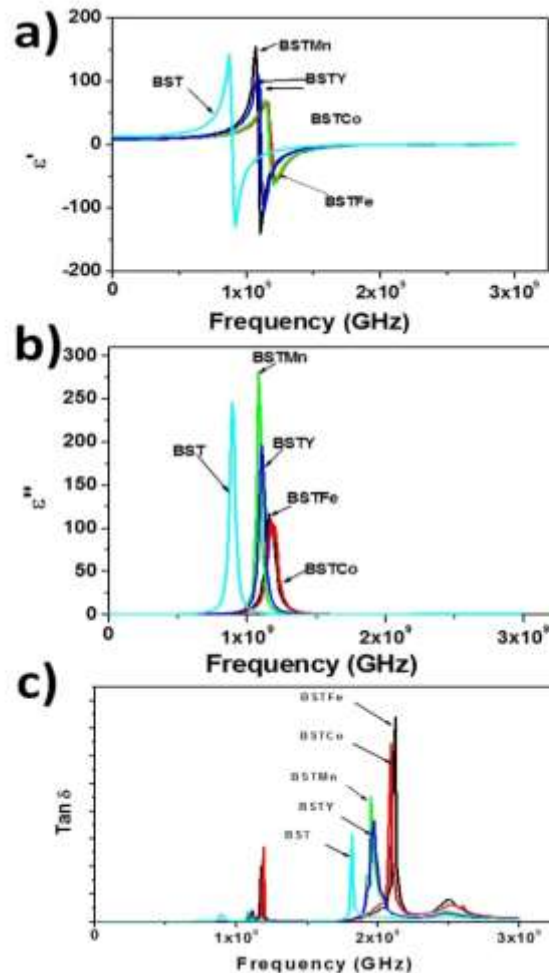 a)
200
BSTMn
BST
BSTY
100
0
BSTCo
ε'
-100
BSTFe
-200
0
1x10⁹
2x10⁹
3x10⁹
Frequency (GHz)
b)
300
BSTMn
250
BSTY
BST
200
150
BSTFe
ε"
100
BSTCo
50
0
0
1x10⁹
2x10⁹
3x10⁹
Frequency (GHz)
c)
BSTFe
BSTCo
BSTMn
BSTY
BST
Tan δ
0
1x10⁹
2x10⁹
3x10⁹
Frequency (GHz)